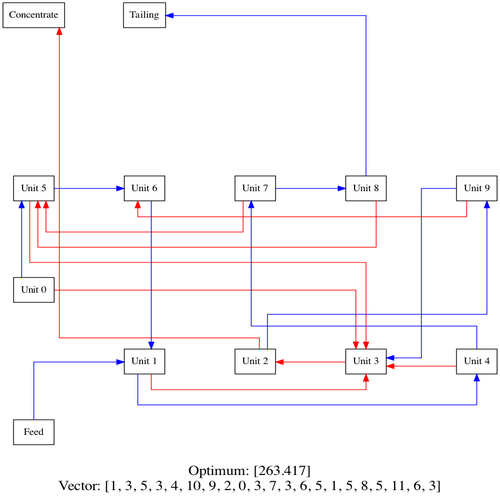 Concentrate
Tailing
Unit 5
Unit 6
Unit 7
Unit 8
Unit 9
Unit 0
Unit 1
Unit 2
Unit 3
Unit 4
Feed
Optimum: [263.417]
Vector: [1, 3, 5, 3, 4, 10, 9, 2, 0, 3, 7, 3, 6, 5, 1, 5, 8, 5, 11, 6, 3]